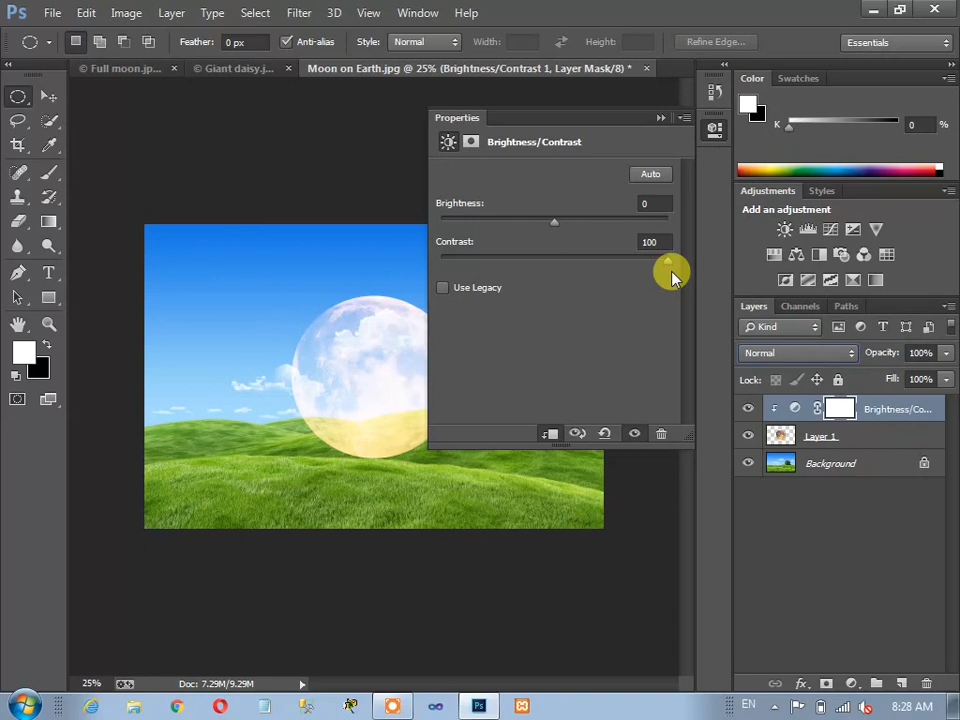 Ps File Edit Image Layer Type Select Filter 3D View Window Help
Feather: 0 px Anti-alias Style: Normal Width: Height: Refine Edge... Essentials
© Full moon.jp... × © Giant daisy.j... × Moon on Earth.jpg @ 25% (Brightness/Contrast 1, Layer Mask/8) * ×
Properties
Brightness/Contrast
Auto
Brightness: 0
Contrast: 100
Use Legacy
Color Swatches
K 0 %
Adjustments Styles
Add an adjustment
Layers Channels Paths
Kind
Normal Opacity: 100%
Lock: Fill: 100%
Brightness/Co...
Layer 1
Background
fx
25% Doc: 7.29M/9.29M
Ps EN 8:28 AM